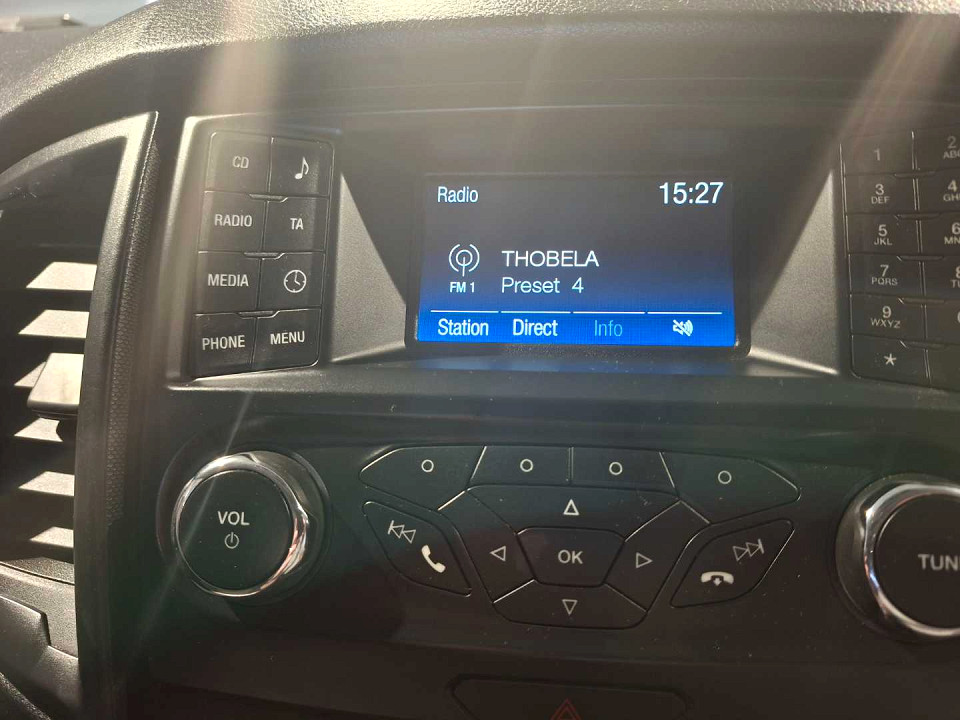 CD
RADIO TA
MEDIA
PHONE MENU
Radio 15:27
THOBELA
FM 1 Preset 4
Station Direct Info
1 2
3 DEF 4
5 JKL 6
7 PQRS 8
9 WXYZ
*
VOL
OK